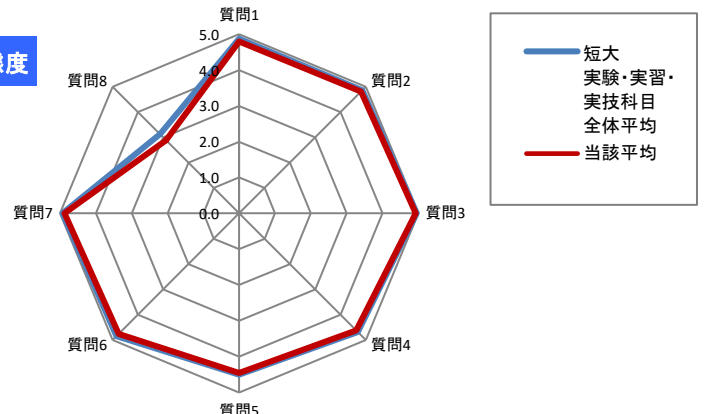 質問1
態度
5.0
4.0
3.0
2.0
1.0
0.0
質問2
質問3
質問4
質問5
質問6
質問7
質問8
短大
実験・実習・
実技科目
全体平均
当該平均